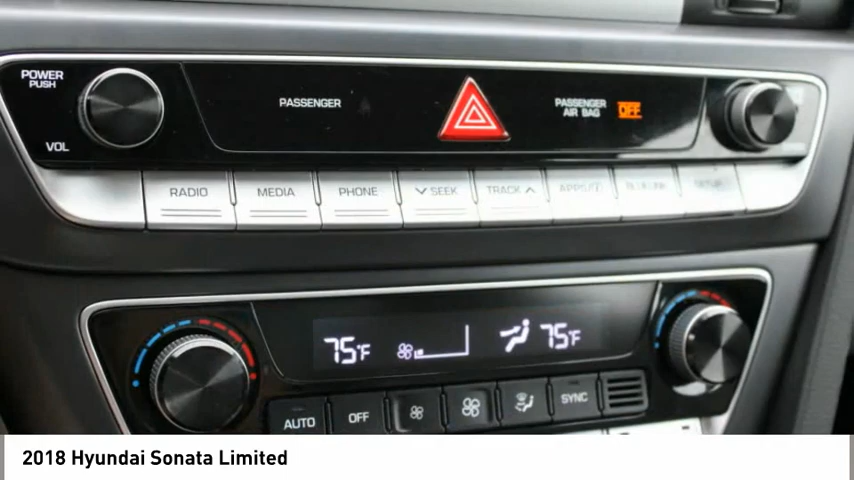 POWER
PUSH
VOL
PASSENGER
PASSENGER
AIR BAG
OFF
RADIO
MEDIA
PHONE
SEEK
TRACK
75°F
75°F
AUTO
OFF
SYNC
2018 Hyundai Sonata Limited